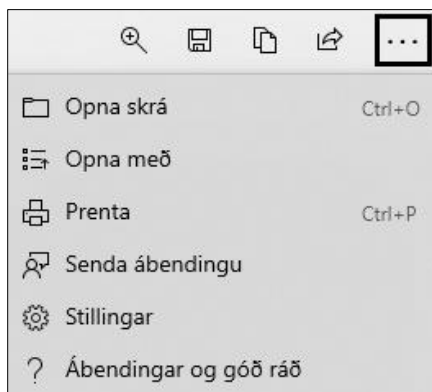 Opna skrá Ctrl+O
Opna með
Prenta Ctrl+P
Senda ábendingu
Stillingar
Ábendingar og góð ráð